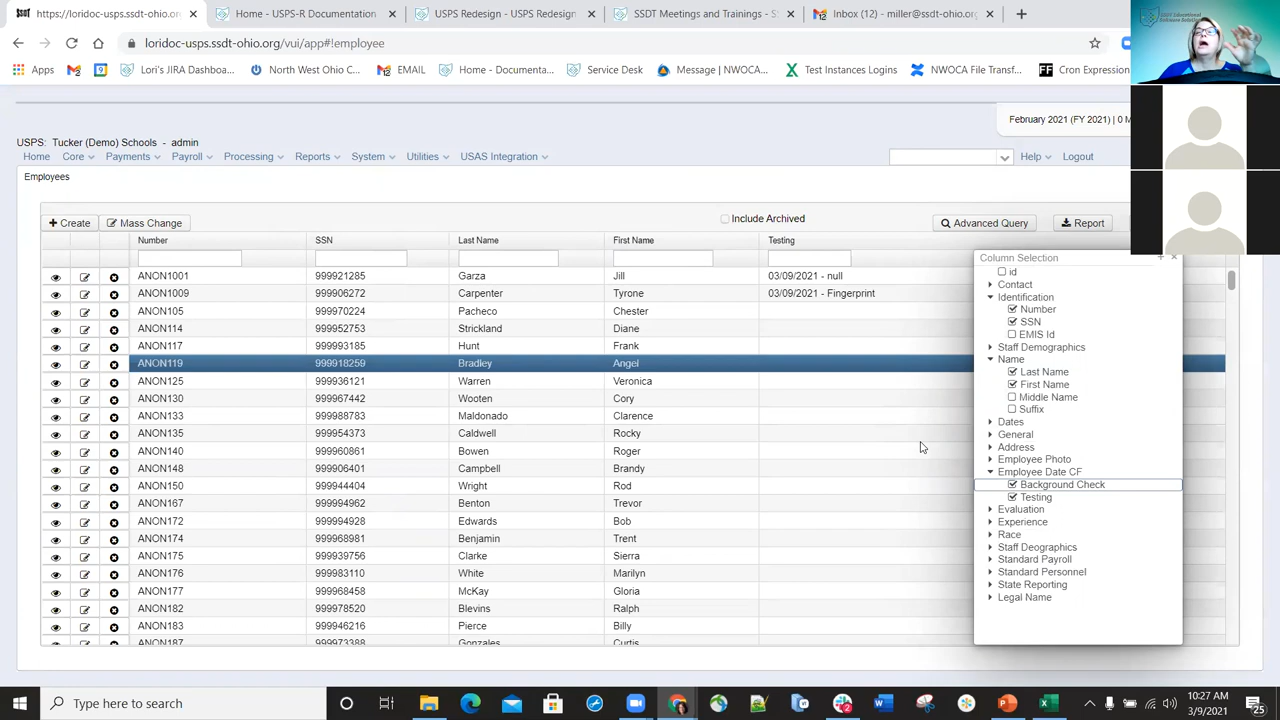 https://loridoc-usps.ssdt-ohio.org
Home - USPS-R Documentation
USPS Redesign - USPS Redesign
SSDT Meetings and Trainings - S
Inbox (12) - miller@ssdt-ohio.org
loridoc-usps.ssdt-ohio.org/vui/app#!employee
Apps
Lori's JIRA Dashboa...
North West Ohio C...
EMAIL
Home - Documenta...
Service Desk
Message | NWOCA...
Test Instances Logins
NWOCA File Transf...
Cron Expression
February 2021 (FY 2021) | 0 M
USPS: Tucker (Demo) Schools - admin
Home Core Payments Payroll Processing Reports System Utilities USAS Integration Help Logout
Employees
Create Mass Change Include Archived Advanced Query Report
Number SSN Last Name First Name Testing
ANON1001 999921285 Garza Jill 03/09/2021 - null
ANON1009 999906272 Carpenter Tyrone 03/09/2021 - Fingerprint
ANON105 999970224 Pacheco Chester
ANON114 999952753 Strickland Diane
ANON117 999993185 Hunt Frank
ANON119 999918259 Bradley Angel
ANON125 999936121 Warren Veronica
ANON130 999967442 Wooten Cory
ANON133 999988783 Maldonado Clarence
ANON135 999954373 Caldwell Rocky
ANON140 999960861 Bowen Roger
ANON148 999906401 Campbell Brandy
ANON150 999944404 Wright Rod
ANON167 999994962 Benton Trevor
ANON172 999994928 Edwards Bob
ANON174 999968981 Benjamin Trent
ANON175 999939756 Clarke Sierra
ANON176 999983110 White Marilyn
ANON177 999968458 McKay Gloria
ANON182 999978520 Blevins Ralph
ANON183 999946216 Pierce Billy
ANON187 999973388 Gonzales Curtis
Column Selection
id
Contact
Identification
Number
SSN
EMIS Id
Staff Demographics
Name
Last Name
First Name
Middle Name
Suffix
Dates
General
Address
Employee Photo
Employee Date CF
Background Check
Testing
Evaluation
Experience
Race
Staff Deographics
Standard Payroll
Standard Personnel
State Reporting
Legal Name
Type here to search
10:27 AM
3/9/2021
25